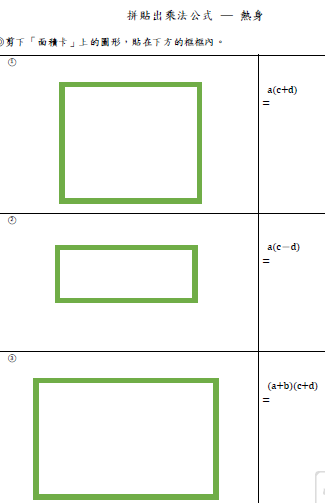 拼貼出乘法公式 — 熱身
◎剪下「面積卡」上的圖形，貼在下方的框框內。
①
a(c+d)
=
②
a(c−d)
=
③
(a+b)(c+d)
=